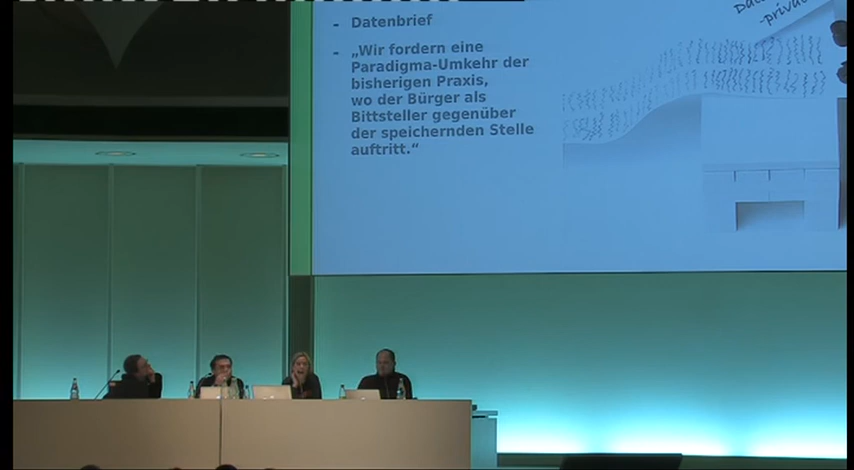 - Datenbrief
- „Wir fordern eine
Paradigma-Umkehr der
bisherigen Praxis,
wo der Bürger als
Bittsteller gegenüber
der speichernden Stelle
auftritt.“